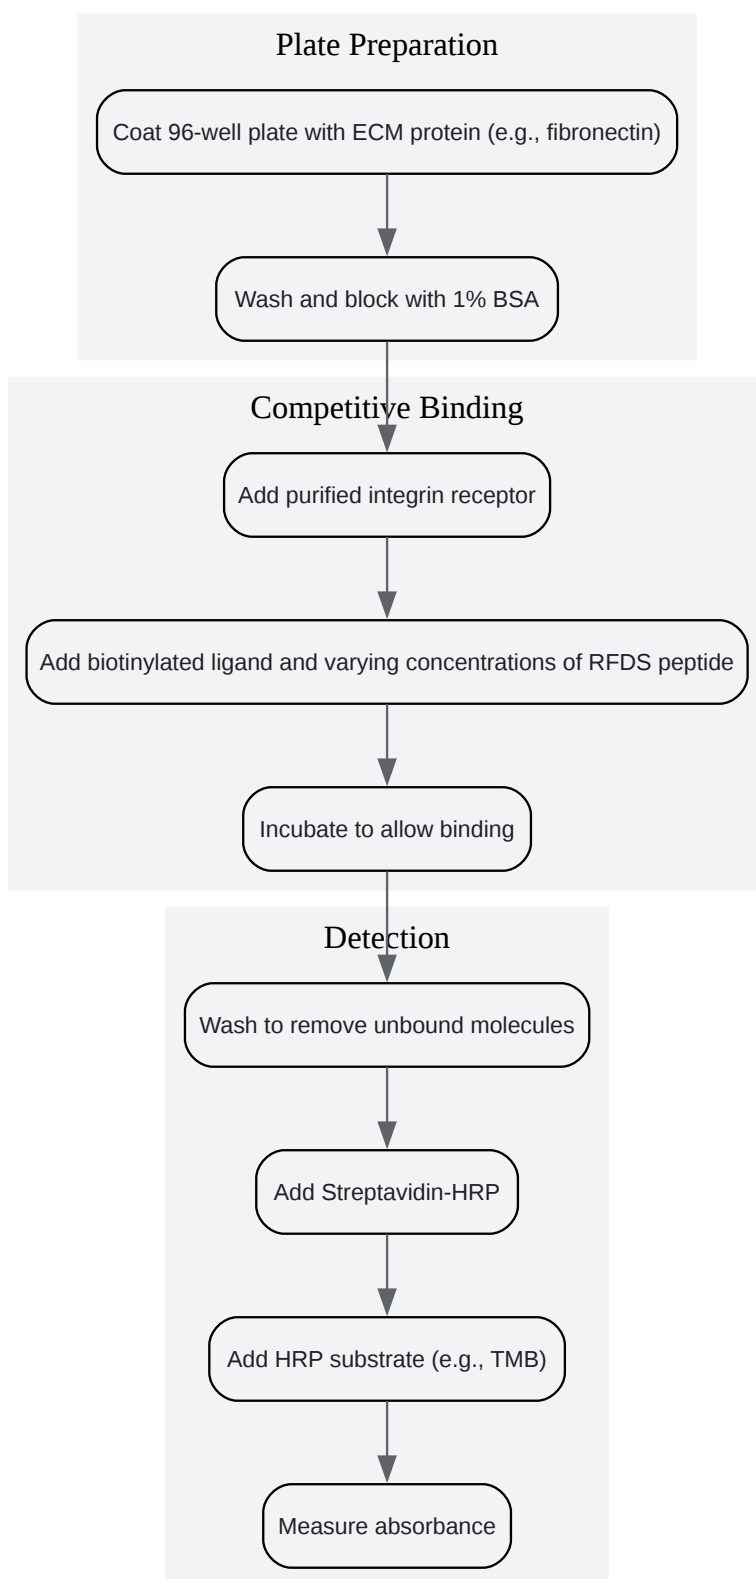 Plate Preparation
Coat 96-well plate with ECM protein (e.g., fibronectin)
Wash and block with 1% BSA
Competitive Binding
Add purified integrin receptor
Add biotinylated ligand and varying concentrations of RFDS peptide
Incubate to allow binding
Detection
Wash to remove unbound molecules
Add Streptavidin-HRP
Add HRP substrate (e.g., TMB)
Measure absorbance